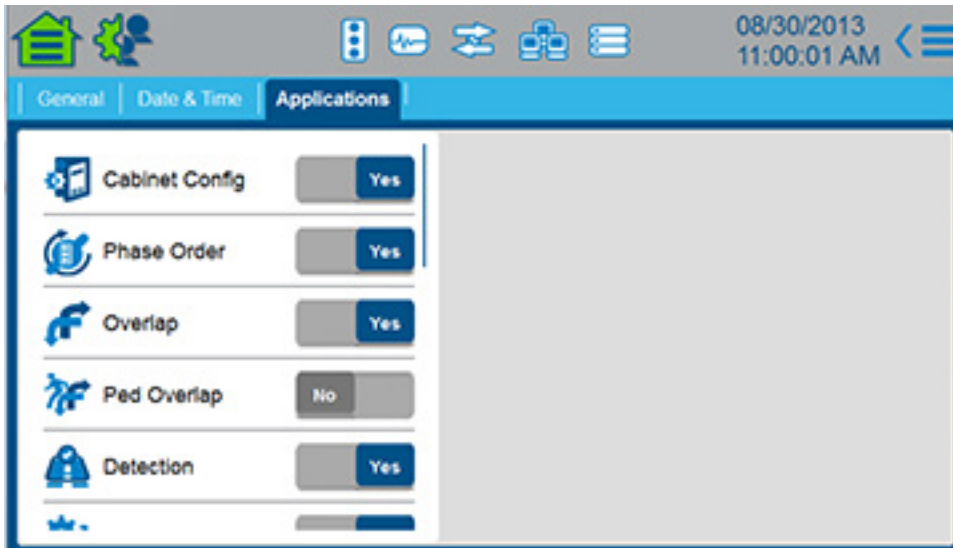 08/30/2013
11:00:01 AM
General Date & Time Applications
Cabinet Config Yes
Phase Order Yes
Overlap Yes
Ped Overlap No
Detection Yes